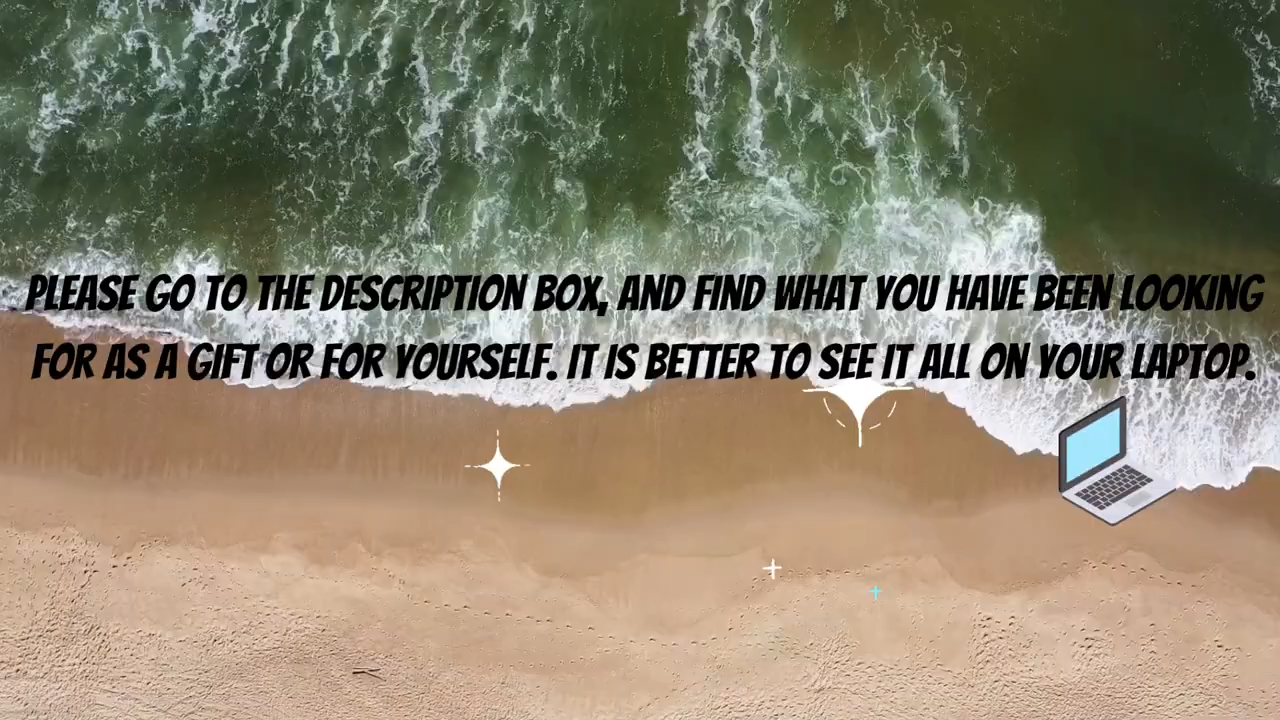 PLEASE GO TO THE DESCRIPTION BOX, AND FIND WHAT YOU HAVE BEEN LOOKING
FOR AS A GIFT OR FOR YOURSELF. IT IS BETTER TO SEE IT ALL ON YOUR LAPTOP.